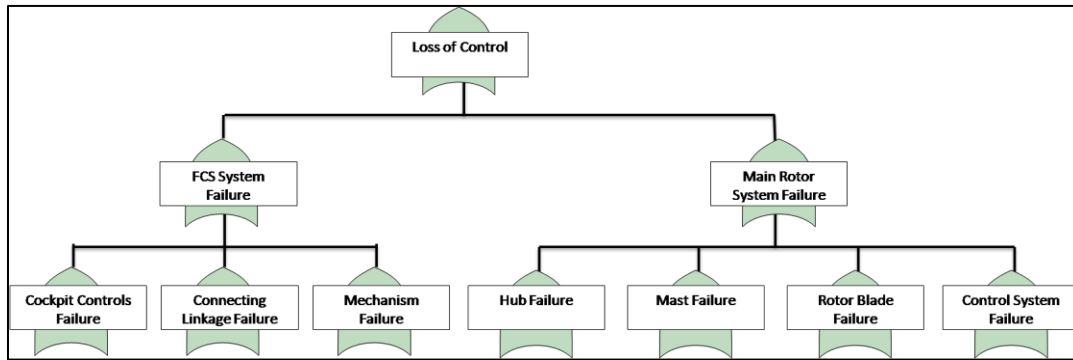 Loss of Control
FCS System
Failure
Main Rotor
System Failure
Cockpit Controls
Failure
Connecting
Linkage Failure
Mechanism
Failure
Hub Failure
Mast Failure
Rotor Blade
Failure
Control System
Failure